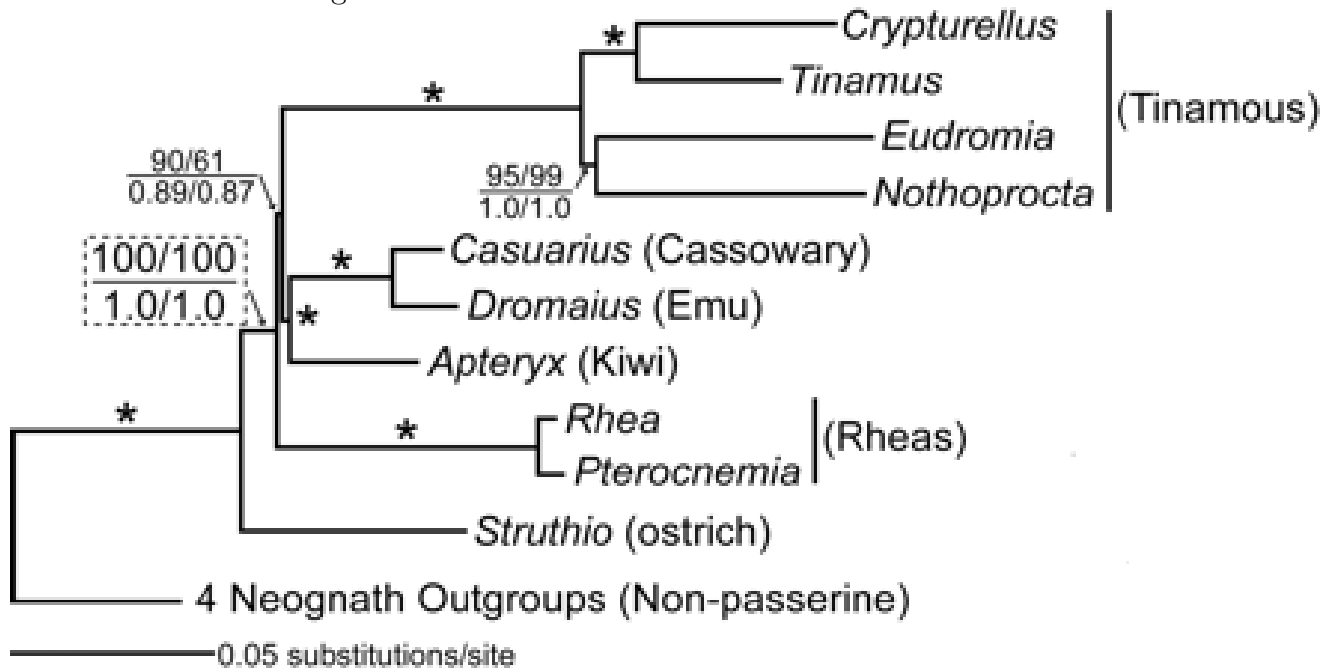 *
Crypturellus
Tinamus
*
(Tinamous)
Eudromia
90/61
0.89/0.87
95/99
1.0/1.0
Nothoprocta
100/100
1.0/1.0
*
Casuarius (Cassowary)
*
Dromaius (Emu)
Apteryx (Kiwi)
*
*
Rhea
(Rheas)
Pterocnemia
Struthio (ostrich)
4 Neognath Outgroups (Non-passerine)
0.05 substitutions/site